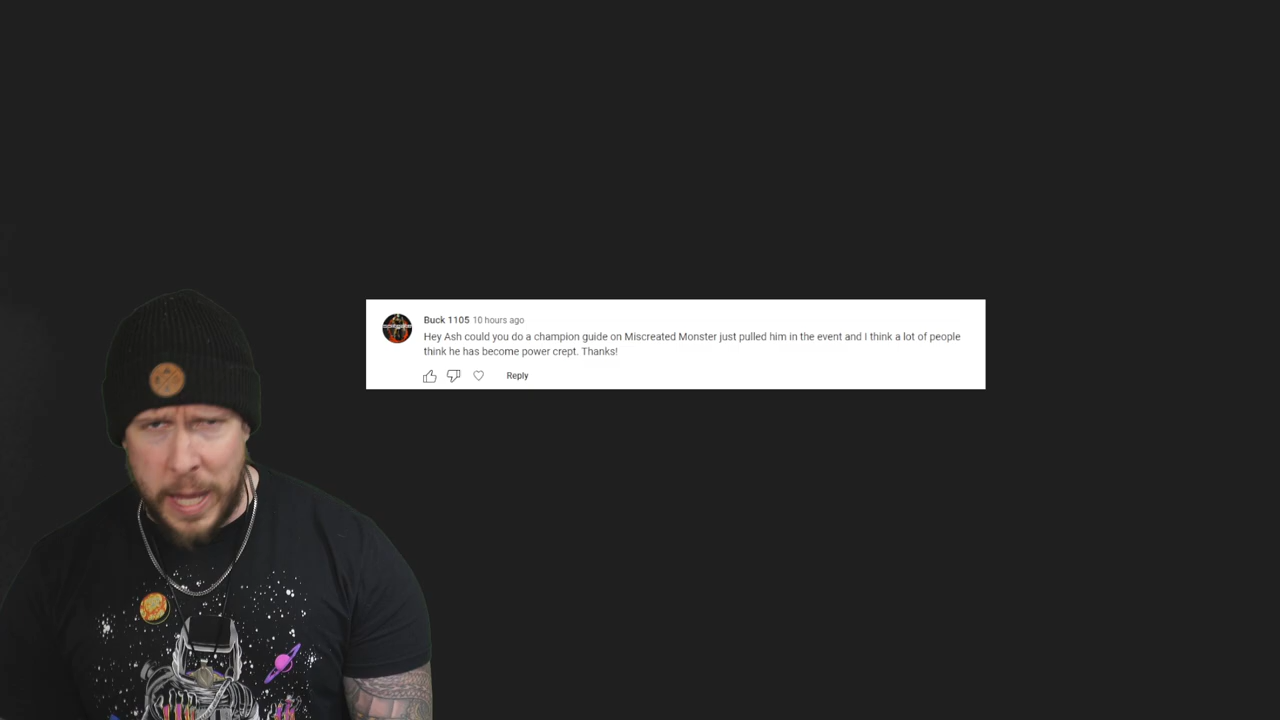 Buck 1105 10 hours ago
Hey Ash could you do a champion guide on Miscreated Monster just pulled him in the event and I think a lot of people
think he has become power crept. Thanks!
Reply